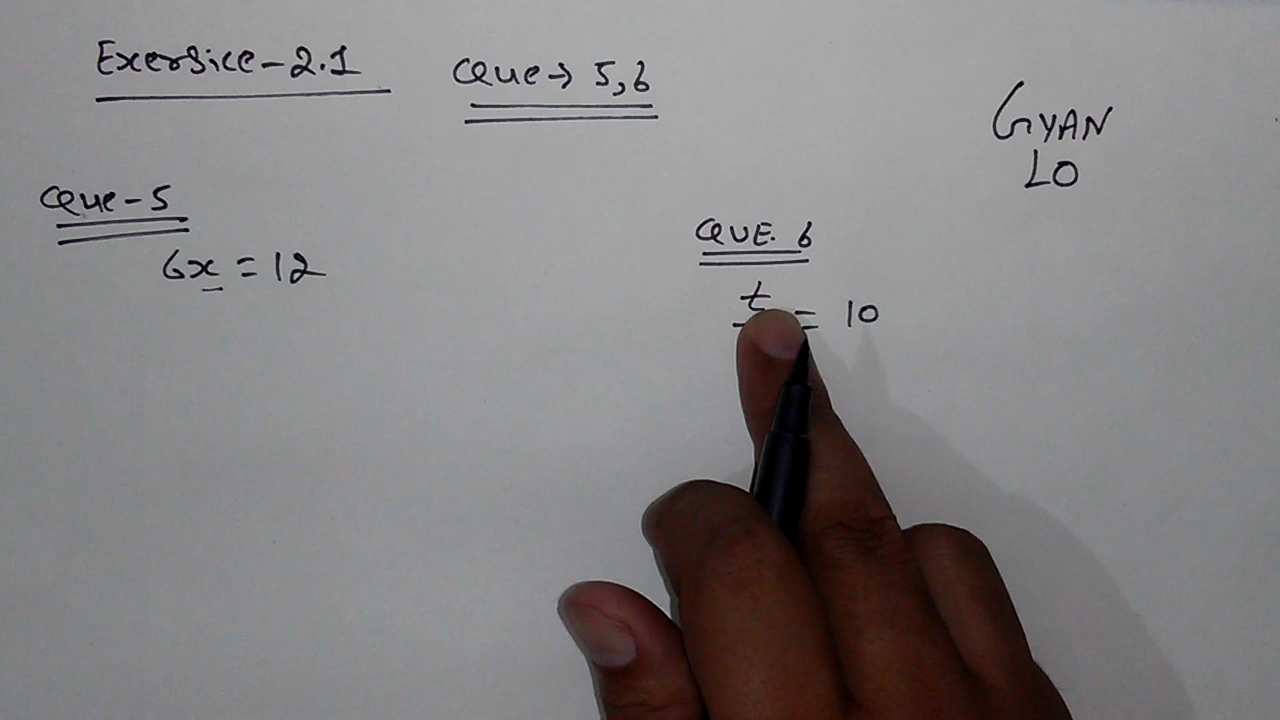 Exersice-2.1
Que→ 5,6
GYAN
LO
Que-5
6x = 12
QUE. 6
t
= 10